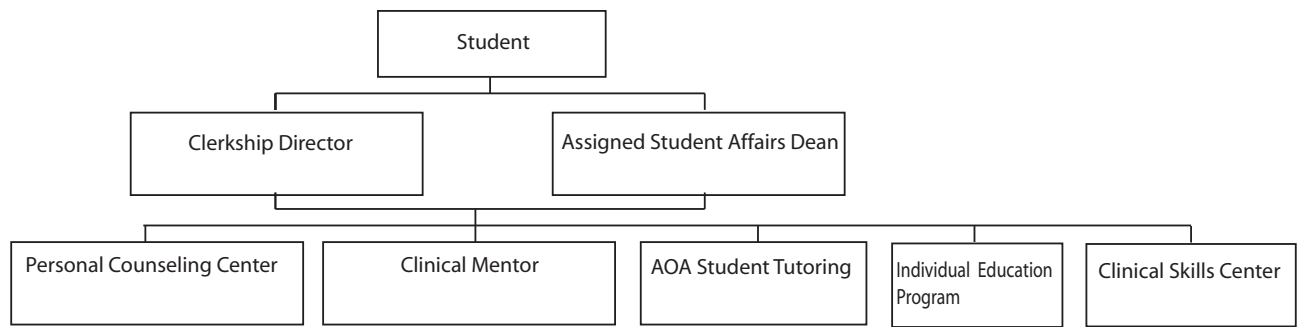 Student
Clerkship Director
Assigned Student Affairs Dean
Personal Counseling Center
Clinical Mentor
AOA Student Tutoring
Individual Education
Program
Clinical Skills Center